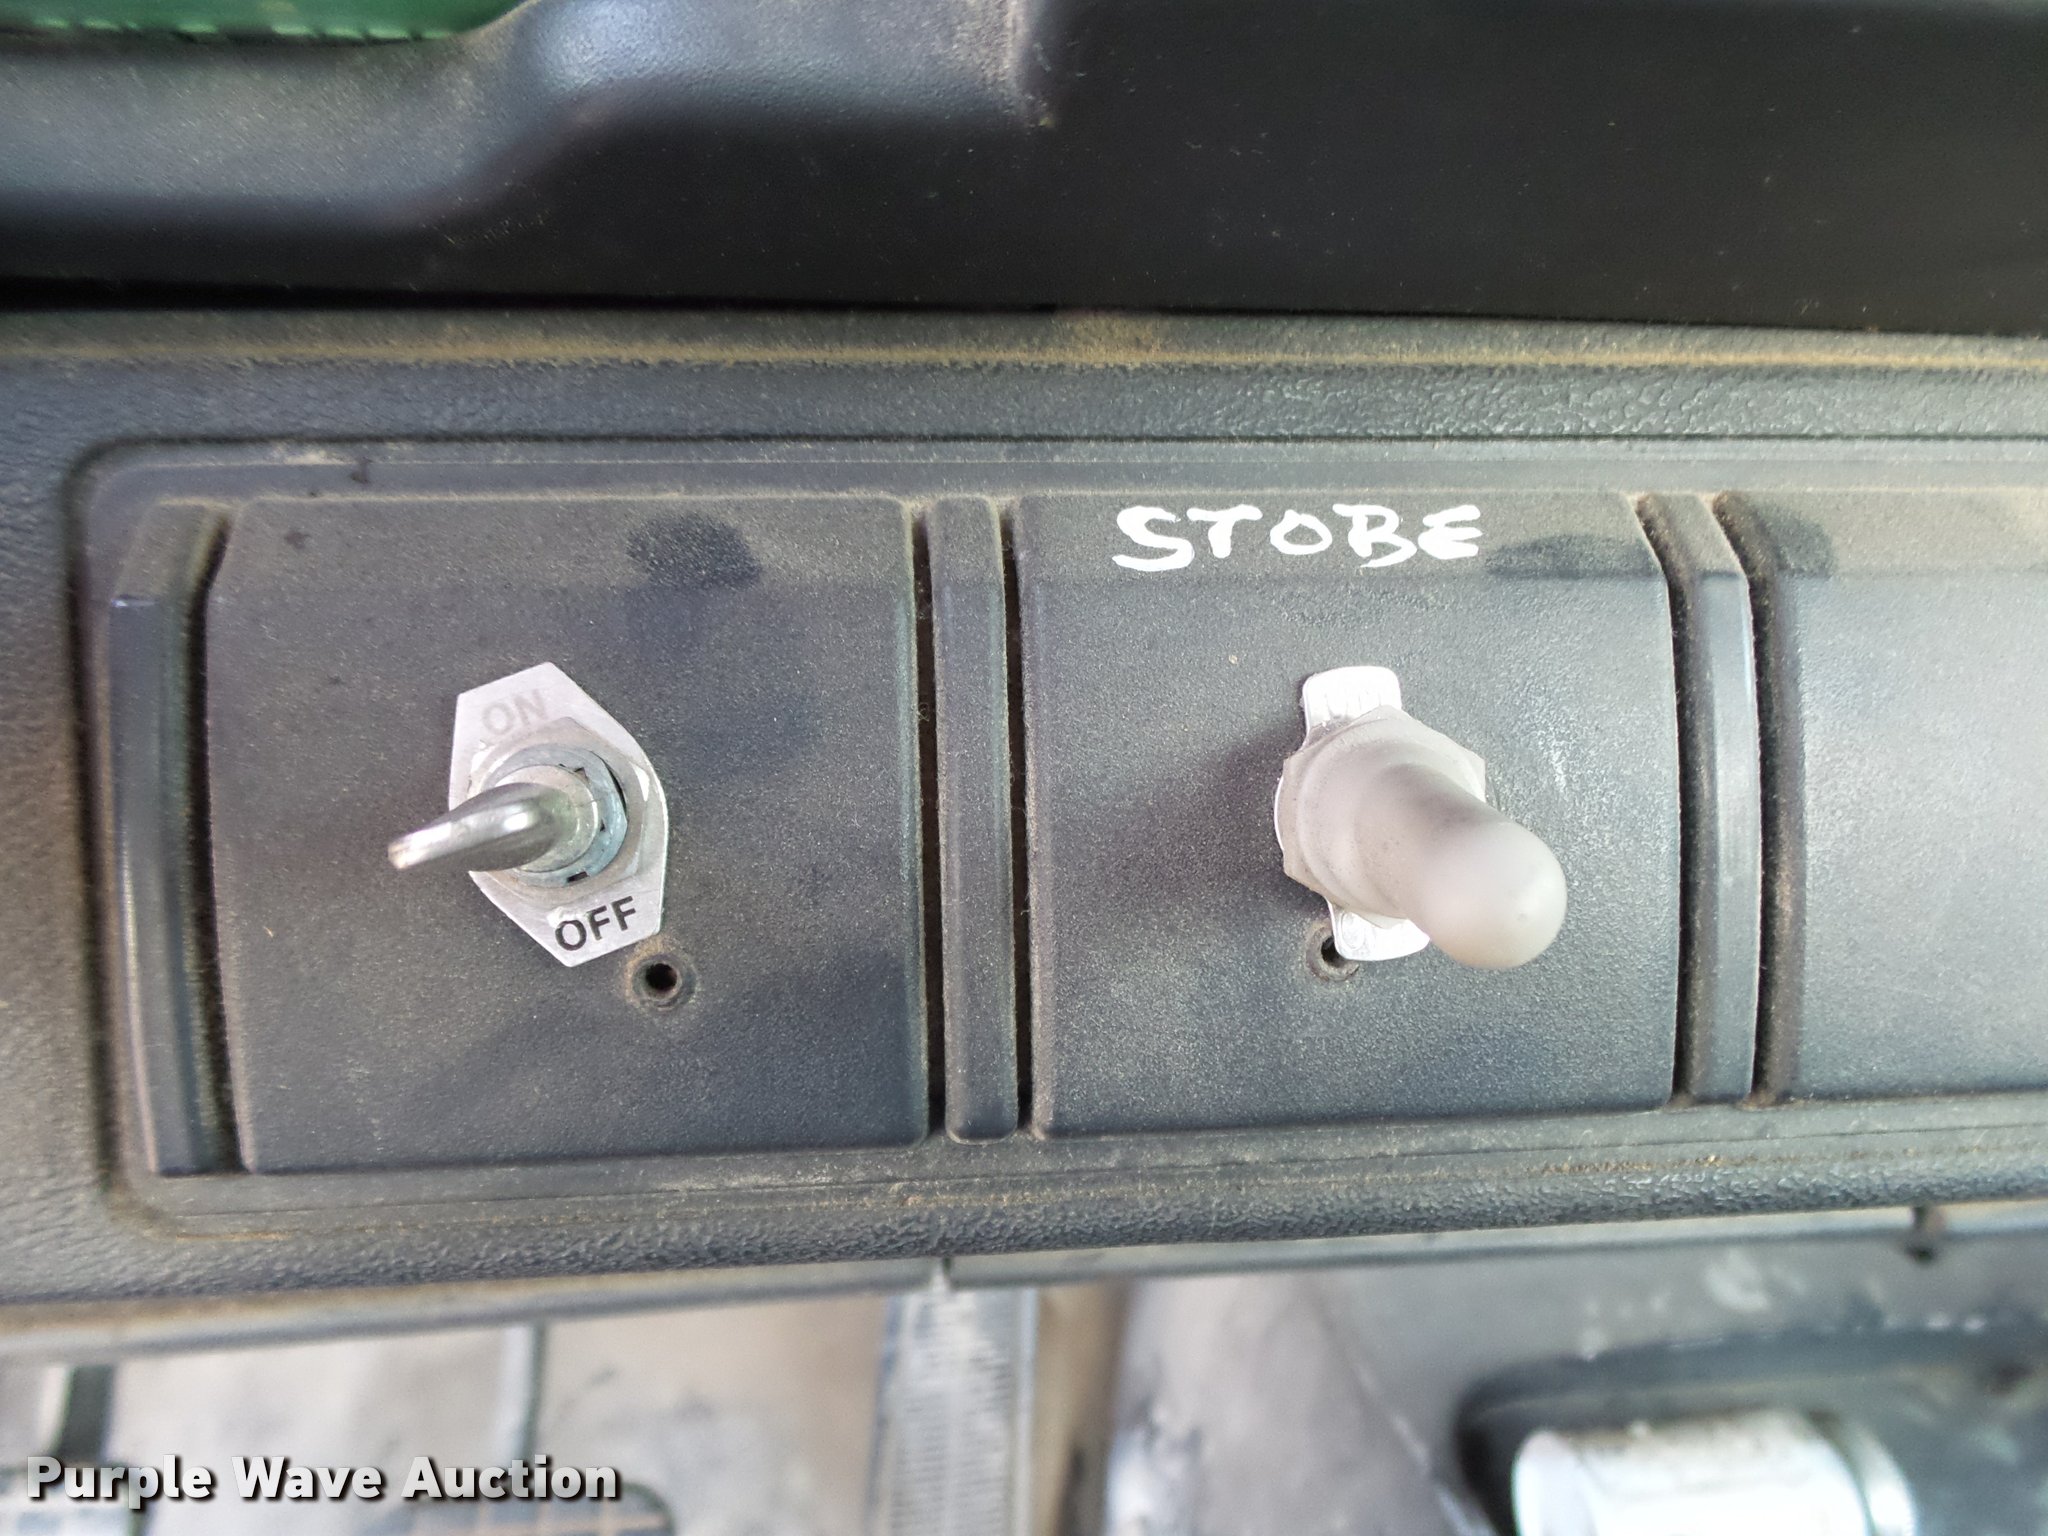 STOBE
ON
OFF
Purple Wave Auction